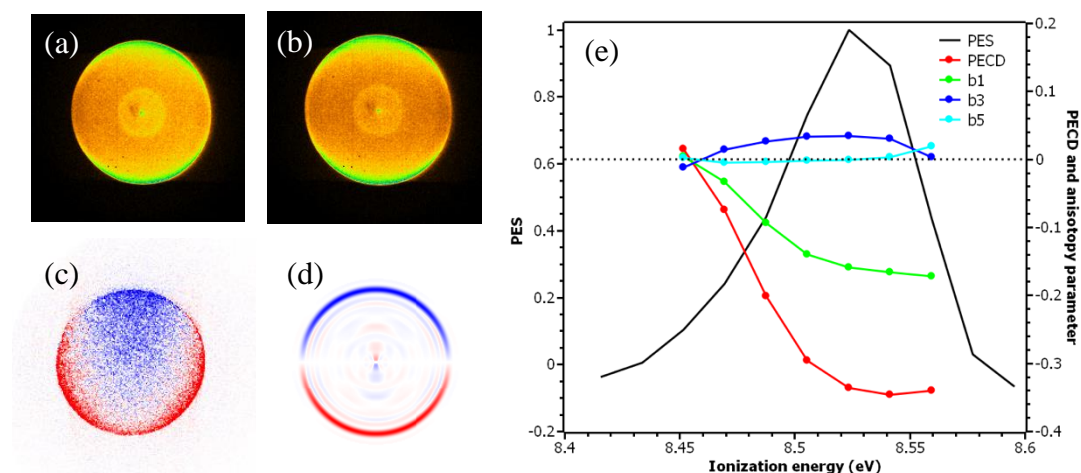 (a)
(b)
(c)
(d)
(e)
PES
PECD
b1
b3
b5
1
0.8
0.6
0.4
0.2
0
-0.2
PES
8.4
8.45
8.5
8.55
8.6
Ionization energy (eV)
0.2
0.1
0
-0.1
-0.2
-0.3
-0.4
PECD and anisotopy parameter